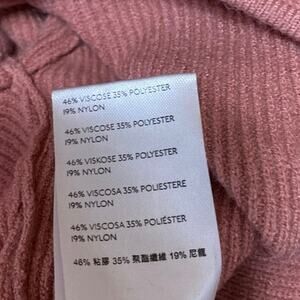 46% VISCOSE 35% POLYESTER
19% NYLON
46% VISCOSE 35% POLYESTER
19% NYLON
46% VISKOSE 35% POLYESTER
19% NYLON
46% VISCOSA 35% POLIESTERE
19% NYLON
46% VISCOSA 35% POLIÉSTER
19% NYLON
46% 粘膠 35% 聚酯纖維 19% 尼龍